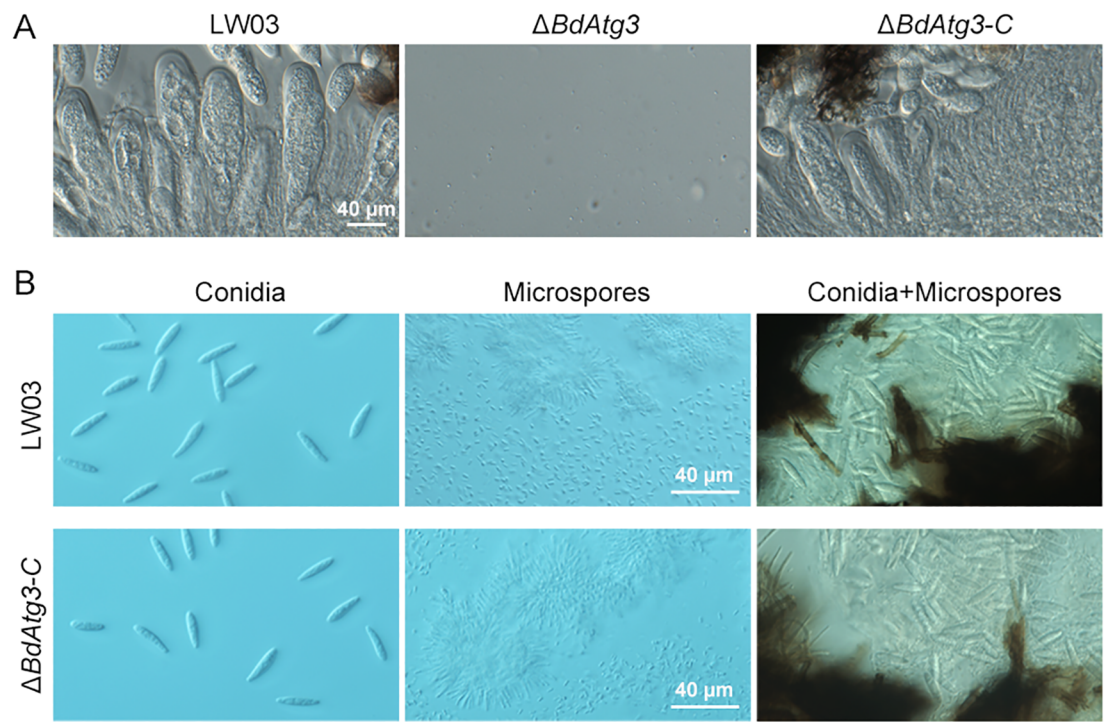 A
LW03
ΔBdAtg3
ΔBdAtg3-C
40 μm
B
Conidia
Microspores
Conidia+Microspores
LW03
40 μm
ΔBdAtg3-C
40 μm